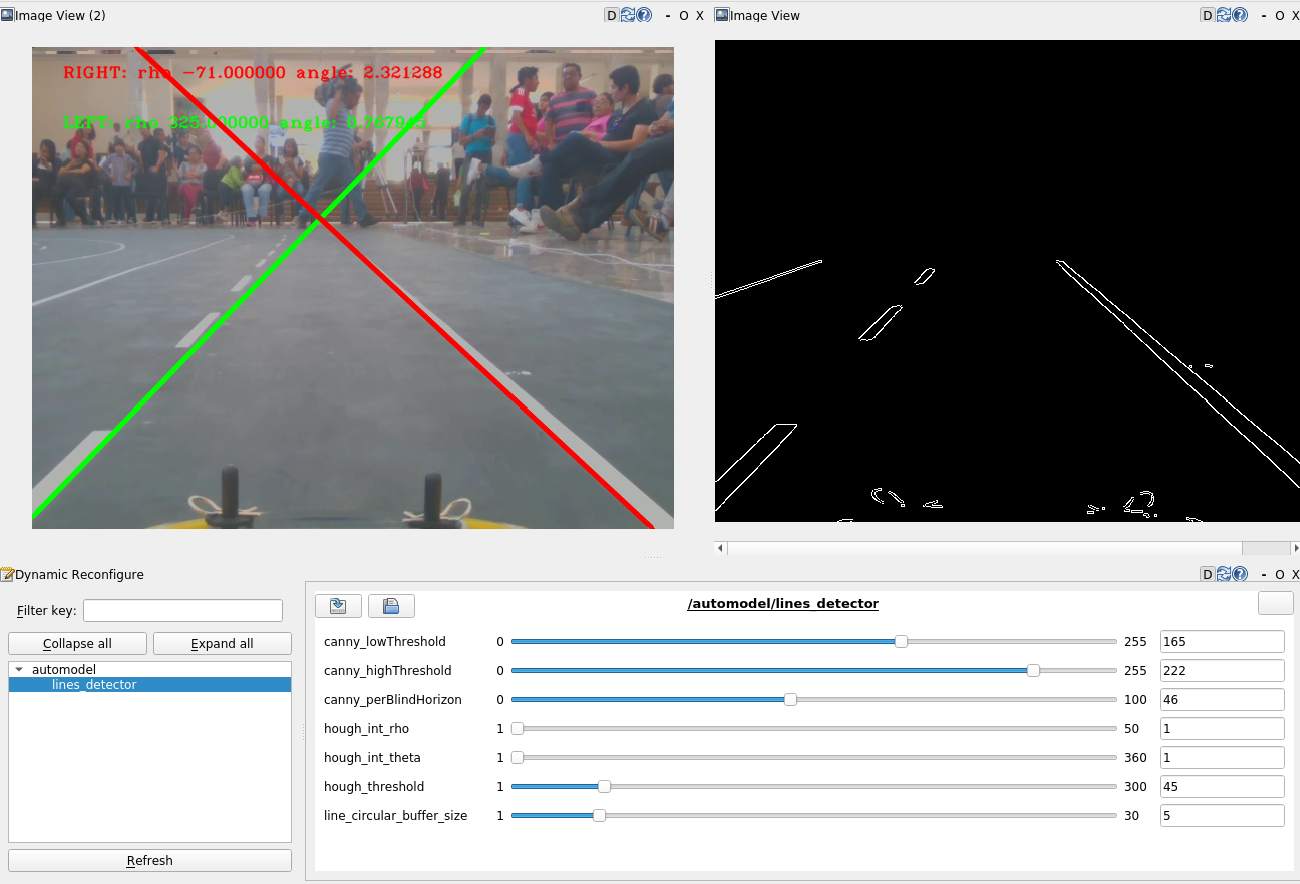 Image View (2)
D
- O X
Image View
D
- O X
RIGHT: rho -71.000000 angle: 2.321288
LEFT: rho 325.000000 angle: 0.767945
Dynamic Reconfigure
D
- O X
Filter key:
Collapse all
Expand all
automodel
lines_detector
Refresh
/automodel/lines_detector
canny_lowThreshold 0 255 165
canny_highThreshold 0 255 222
canny_perBlindHorizon 0 100 46
hough_int_rho 1 50 1
hough_int_theta 1 360 1
hough_threshold 1 300 45
line_circular_buffer_size 1 30 5